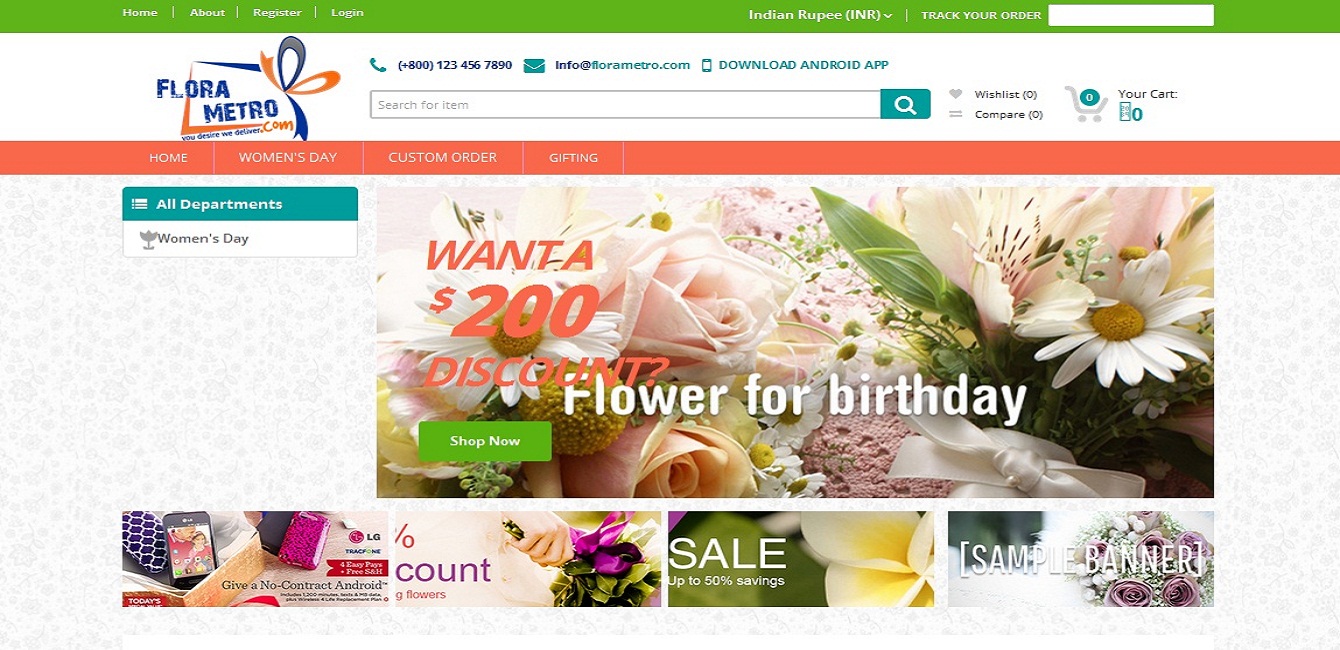 Home
About
Register
Login
Indian Rupee (INR)
TRACK YOUR ORDER
FLORA
METRO
.com
you desire we deliver
(+800) 123 456 7890
Info@florametro.com
DOWNLOAD ANDROID APP
Search for item
Wishlist (0)
Compare (0)
0
Your Cart:
0
HOME
WOMEN'S DAY
CUSTOM ORDER
GIFTING
All Departments
Women's Day
WANT A
$200
DISCOUNT?
Flower for birthday
Shop Now
LG
TRACFONE
4 Easy Pays
+ Free S&H
Give a No-Contract Android™
Includes 1,200 minutes, texts & MB data,
plus Wireless 4 Life Replacement Plan
TODAY'S
%
count
g flowers
SALE
Up to 50% savings
[SAMPLE BANNER]